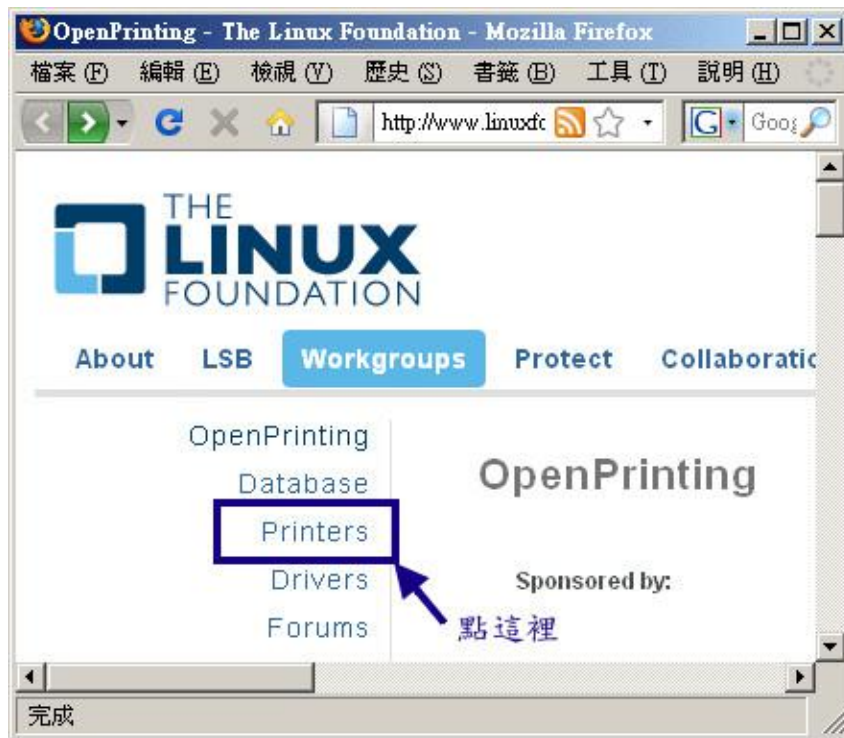 OpenPrinting - The Linux Foundation - Mozilla Firefox
檔案 (F) 編輯 (E) 檢視 (V) 歷史 (S) 書籤 (B) 工具 (T) 說明 (H)
http://www.linuxfc G Goog
THE
LINUX
FOUNDATION
About LSB Workgroups Protect Collaboratic
OpenPrinting
Database
Printers
Drivers
Forums
OpenPrinting
Sponsored by:
點這裡
完成